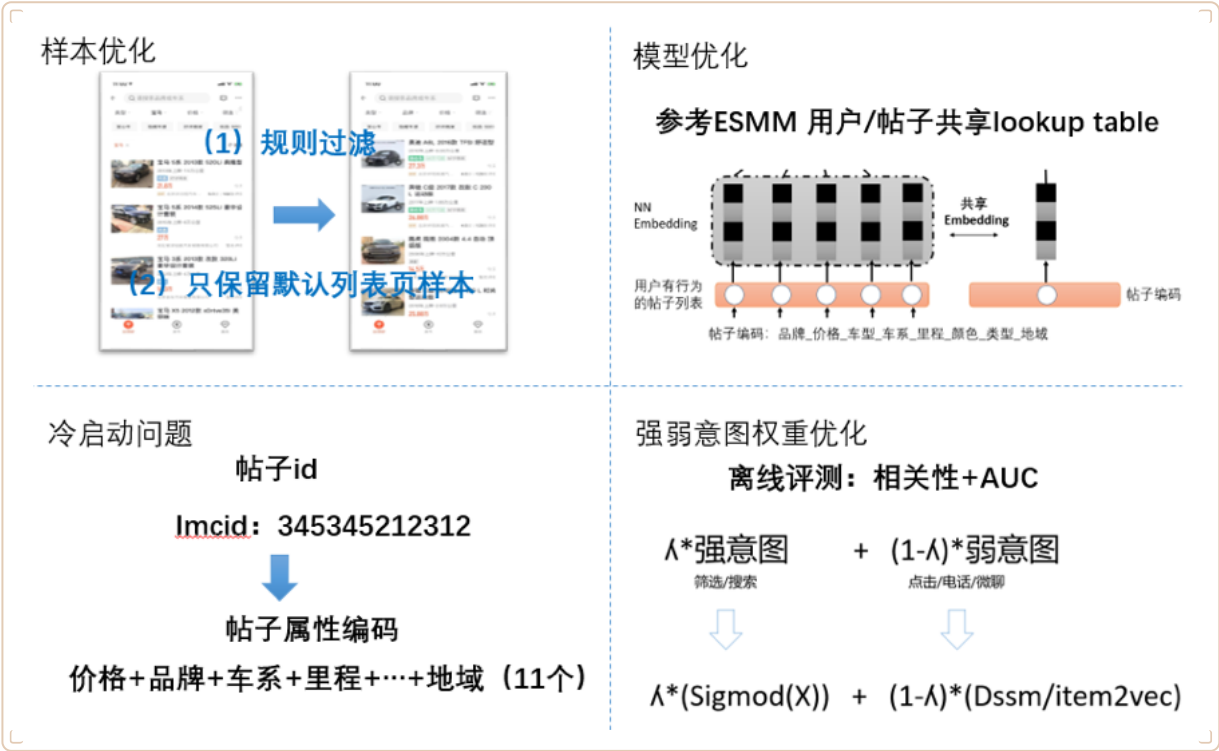 样本优化
(1) 规则过滤
(2) 只保留默认列表页样本
模型优化
参考ESMM 用户/帖子共享lookup table
NN
Embedding
共享
Embedding
用户有行为
的帖子列表
帖子编码
帖子编码: 品牌_价格_车型_车系_里程_颜色_类型_地域
冷启动问题
帖子id
Imcid: 345345212312
帖子属性编码
价格+品牌+车系+里程+···+地域（11个）
强弱意图权重优化
离线评测：相关性+AUC
ʎ*强意图 + (1-ʎ)*弱意图
筛选/搜索 点击/电话/微聊
ʎ*(Sigmod(X)) + (1-ʎ)*(Dssm/item2vec)